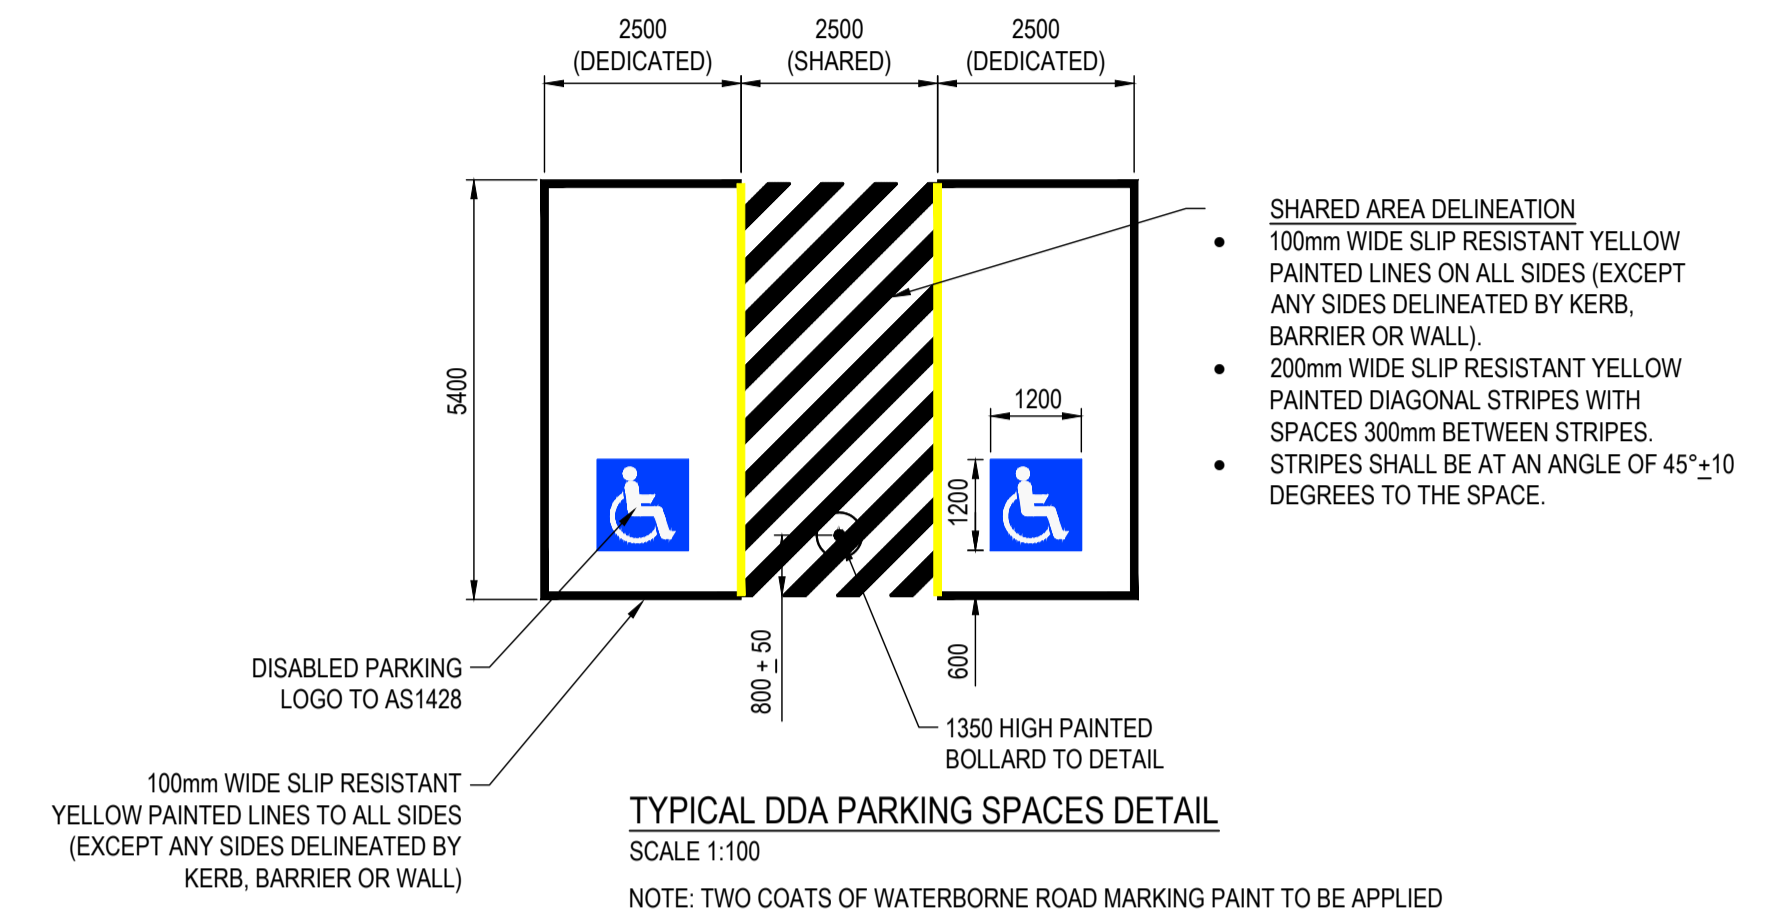 2500
(DEDICATED)
2500
(SHARED)
2500
(DEDICATED)
5400
1200
1200
SHARED AREA DELINEATION
● 100mm WIDE SLIP RESISTANT YELLOW
PAINTED LINES ON ALL SIDES (EXCEPT
ANY SIDES DELINEATED BY KERB,
BARRIER OR WALL).
● 200mm WIDE SLIP RESISTANT YELLOW
PAINTED DIAGONAL STRIPES WITH
SPACES 300mm BETWEEN STRIPES.
● STRIPES SHALL BE AT AN ANGLE OF 45°±10
DEGREES TO THE SPACE.
800 ± 50
600
DISABLED PARKING
LOGO TO AS1428
1350 HIGH PAINTED
BOLLARD TO DETAIL
100mm WIDE SLIP RESISTANT
YELLOW PAINTED LINES TO ALL SIDES
(EXCEPT ANY SIDES DELINEATED BY
KERB, BARRIER OR WALL)
TYPICAL DDA PARKING SPACES DETAIL
SCALE 1:100
NOTE: TWO COATS OF WATERBORNE ROAD MARKING PAINT TO BE APPLIED